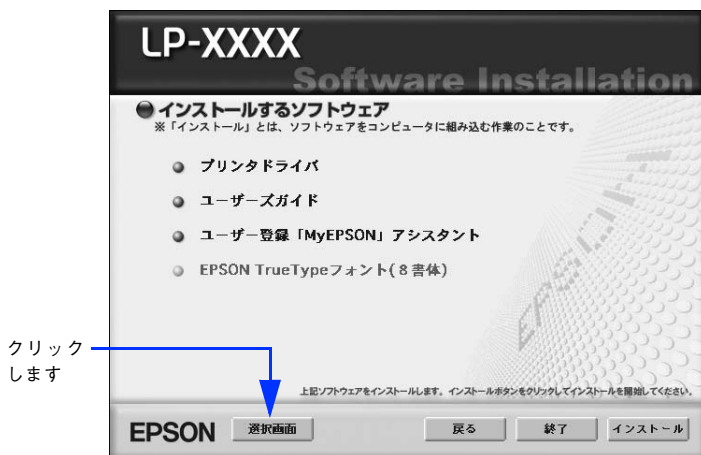 LP-XXXX
Software Installation
インストールするソフトウェア
※「インストール」とは、ソフトウェアをコンピュータに組み込む作業のことです。
プリンタドライバ
ユーザーズガイド
ユーザー登録「MyEPSON」アシスタント
EPSON TrueTypeフォント(8書体)
EPSON
クリック
します
上記ソフトウェアをインストールします。インストールボタンをクリックしてインストールを開始してください。
EPSON
選択画面
戻る
終了
インストール